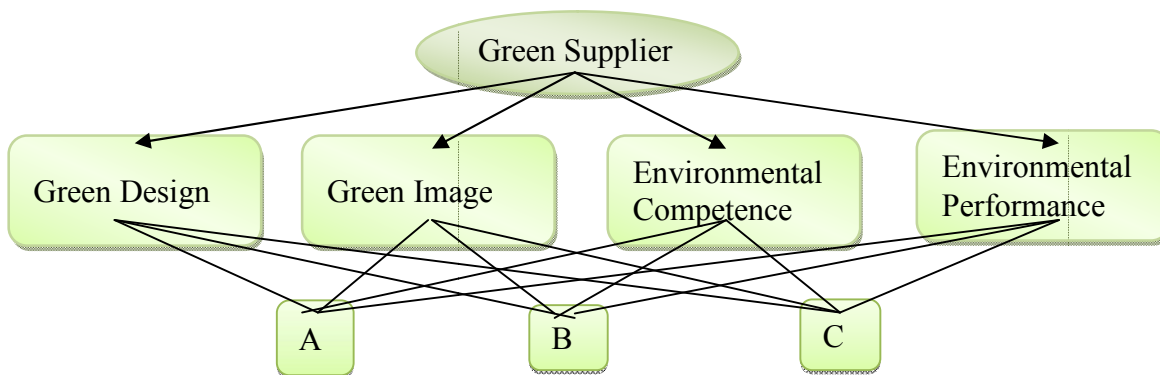 Green Supplier
Green Design
Green Image
Environmental
Competence
Environmental
Performance
A
B
C